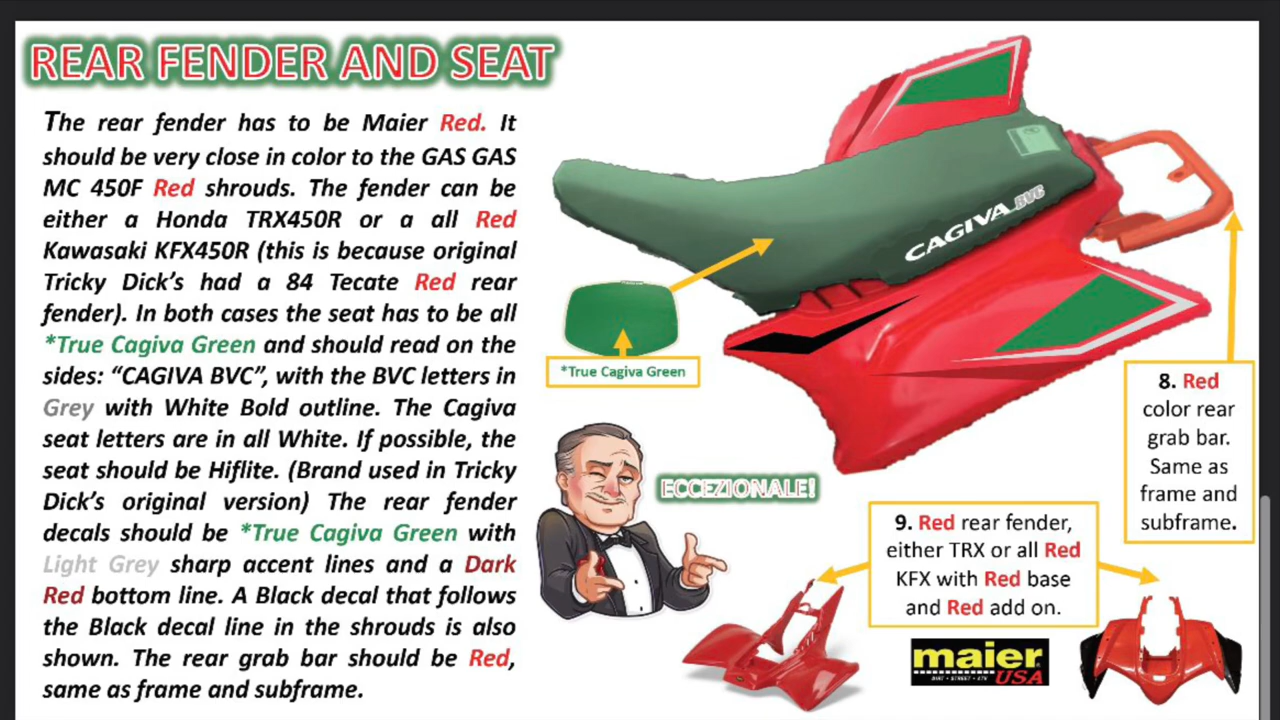 REAR FENDER AND SEAT
The rear fender has to be Maier Red. It
should be very close in color to the GAS GAS
MC 450F Red shrouds. The fender can be
either a Honda TRX450R or a all Red
Kawasaki KFX450R (this is because original
Tricky Dick's had a 84 Tecate Red rear
fender). In both cases the seat has to be all
*True Cagiva Green and should read on the
sides: "CAGIVA BVC", with the BVC letters in
Grey with White Bold outline. The Cagiva
seat letters are in all White. If possible, the
seat should be Hiflite. (Brand used in Tricky
Dick's original version) The rear fender
decals should be *True Cagiva Green with
Light Grey sharp accent lines and a Dark
Red bottom line. A Black decal that follows
the Black decal line in the shrouds is also
shown. The rear grab bar should be Red,
same as frame and subframe.
CAGIVA BVC
*True Cagiva Green
ECCEZIONALE!
8. Red
color rear
grab bar.
Same as
frame and
subframe.
9. Red rear fender,
either TRX or all Red
KFX with Red base
and Red add on.
maier
DIRT • STREET • ATV
USA